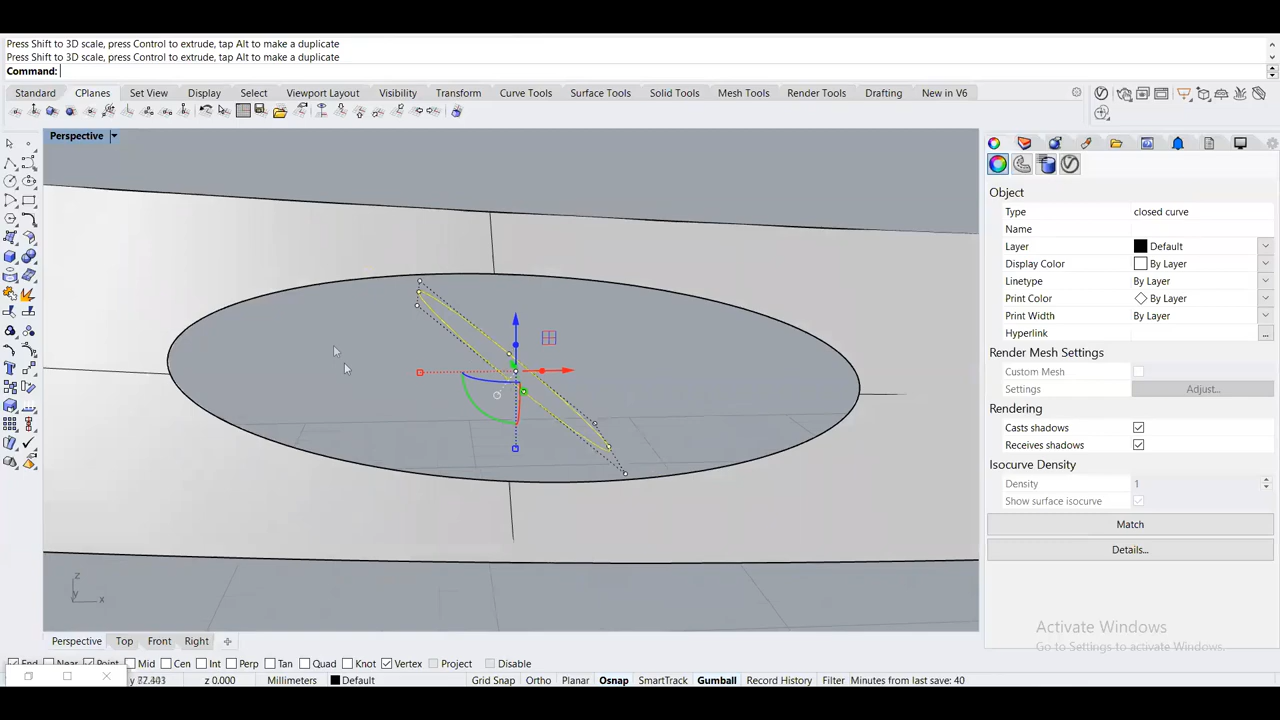 Press Shift to 3D scale, press Control to extrude, tap Alt to make a duplicate
Press Shift to 3D scale, press Control to extrude, tap Alt to make a duplicate
Command:
Standard CPlanes Set View Display Select Viewport Layout Visibility Transform Curve Tools Surface Tools Solid Tools Mesh Tools Render Tools Drafting New in V6
Perspective
Object
Type closed curve
Name
Layer Default
Display Color By Layer
Linetype By Layer
Print Color By Layer
Print Width By Layer
Hyperlink ...
Render Mesh Settings
Custom Mesh
Settings Adjust...
Rendering
Casts shadows
Receives shadows
Isocurve Density
Density 1
Show surface isocurve
Match
Details...
z
y x
Activate Windows
Go to Settings to activate Windows.
Perspective Top Front Right
End Near Point Mid Cen Int Perp Tan Quad Knot Vertex Project Disable
z 0.000 Millimeters Default Grid Snap Ortho Planar Osnap SmartTrack Gumball Record History Filter Minutes from last save: 40